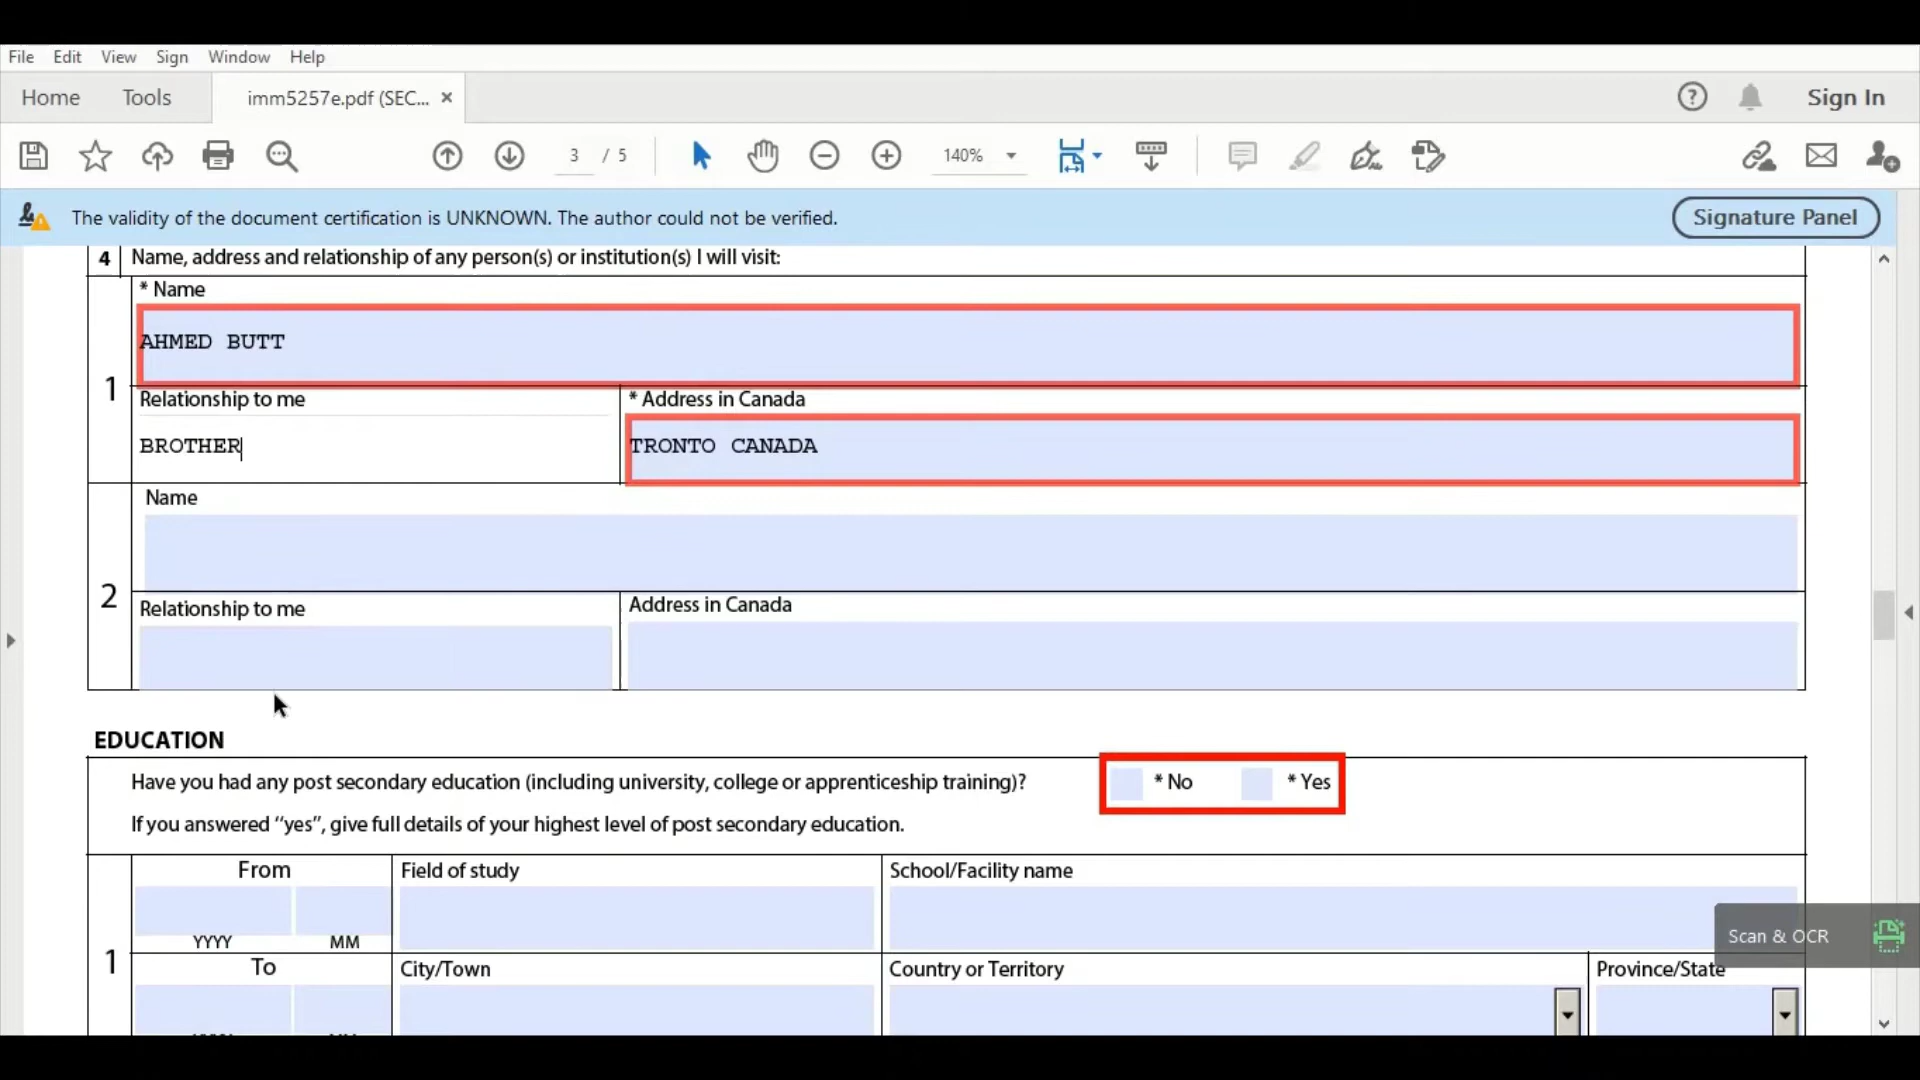 File Edit View Sign Window Help
Home Tools imm5257e.pdf (SEC... × Sign In
3 / 5 140%
The validity of the document certification is UNKNOWN. The author could not be verified. Signature Panel
4 Name, address and relationship of any person(s) or institution(s) I will visit:
* Name
AHMED BUTT
1
Relationship to me * Address in Canada
BROTHER TRONTO CANADA
Name
2
Relationship to me Address in Canada
EDUCATION
Have you had any post secondary education (including university, college or apprenticeship training)? * No * Yes
If you answered “yes”, give full details of your highest level of post secondary education.
From Field of study School/Facility name
YYYY MM
1
Scan & OCR
To City/Town Country or Territory Province/State